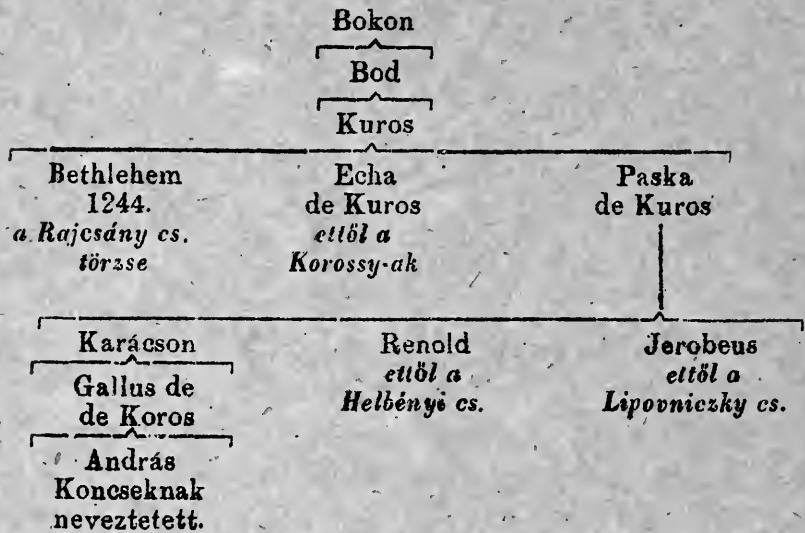 Bokon
Bod
Kuros
Bethlehem
1244.
a Rajcsány cs.
törzse
Echa
de Kuros
ettől a
Korossy-ak
Paska
de Kuros
Karácson
Gallus de
de Koros
András
Koncseknak
neveztetett.
Renold
ettől a
Helbényi cs.
Jerobeus
ettől a
Lipovniczky cs.